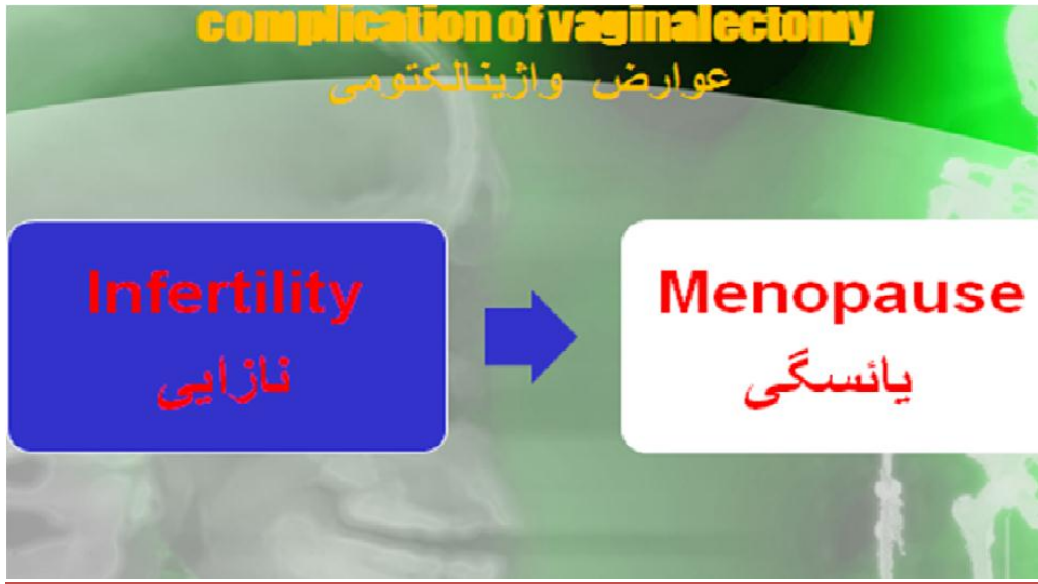 complication of vaginalectomy
عوارض واژینالکتومی
Infertility
نازایی
Menopause
یائسگی